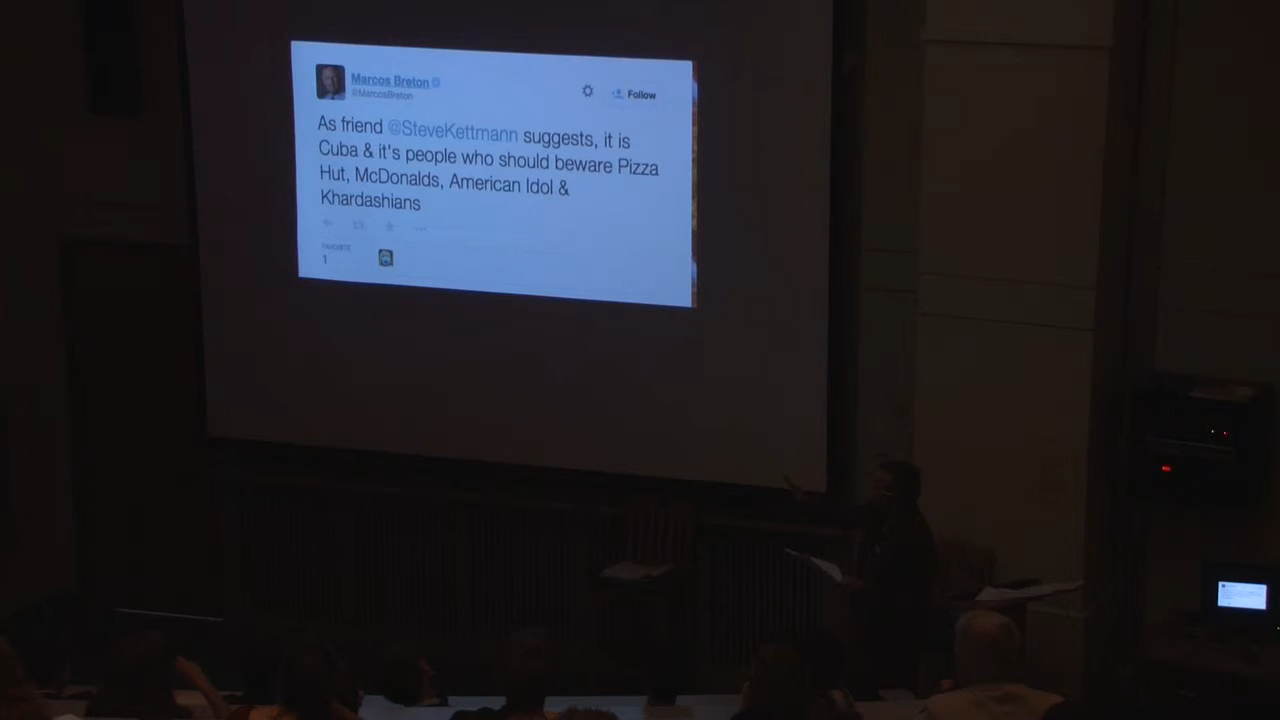 Marcos Breton
@MarcosBreton
Follow
As friend @SteveKettmann suggests, it is
Cuba & it's people who should beware Pizza
Hut, McDonalds, American Idol &
Khardashians
FAVORITE
1